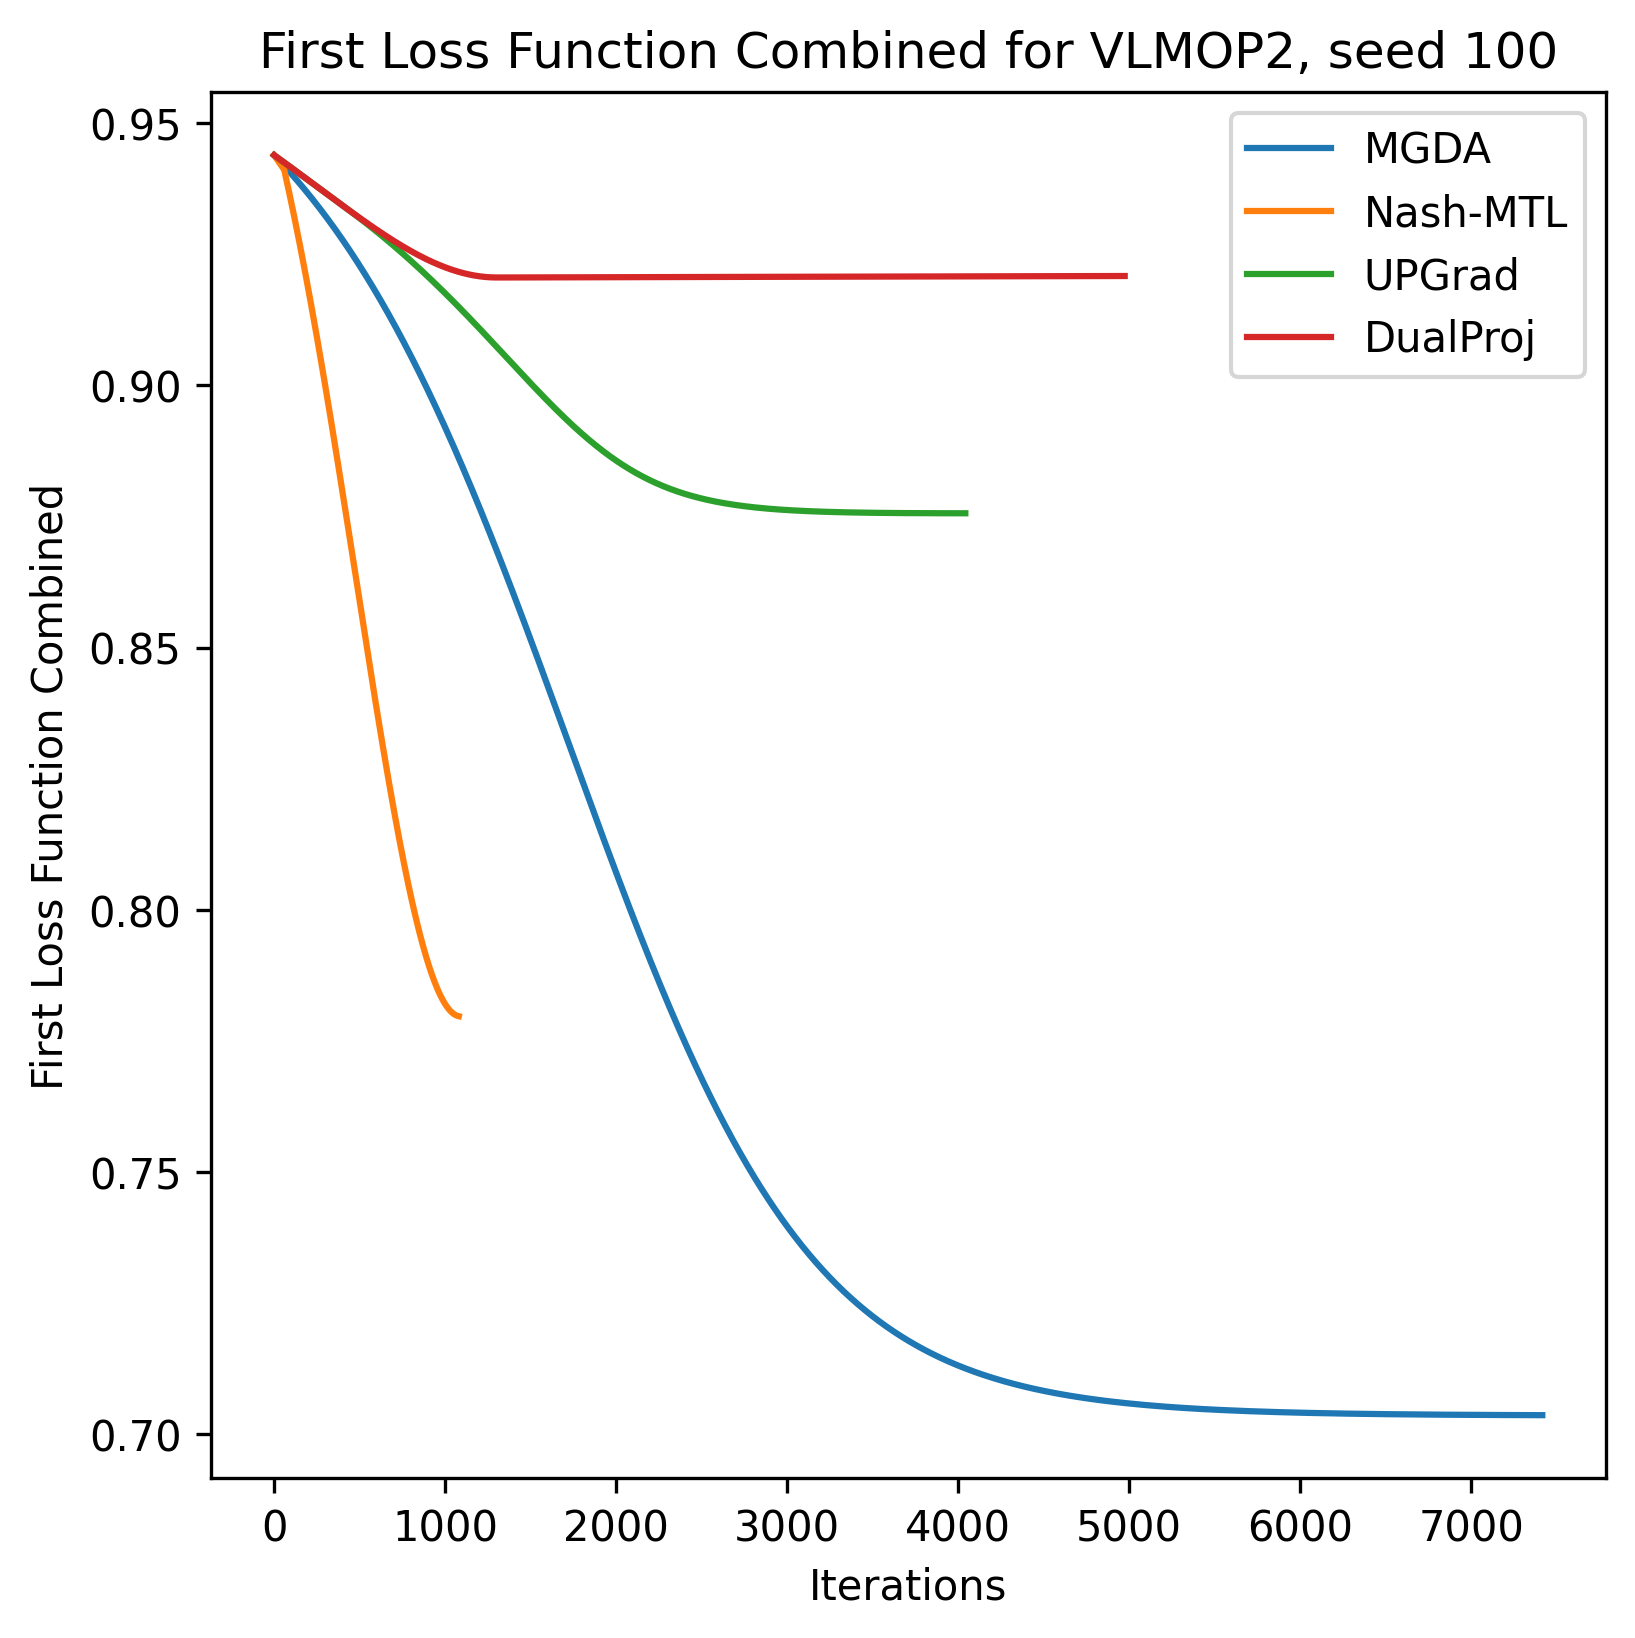 First Loss Function Combined for VLMOP2, seed 100
0.95
0.90
0.85
0.80
0.75
0.70
First Loss Function Combined
MGDA
Nash-MTL
UPGrad
DualProj
0 1000 2000 3000 4000 5000 6000 7000
Iterations